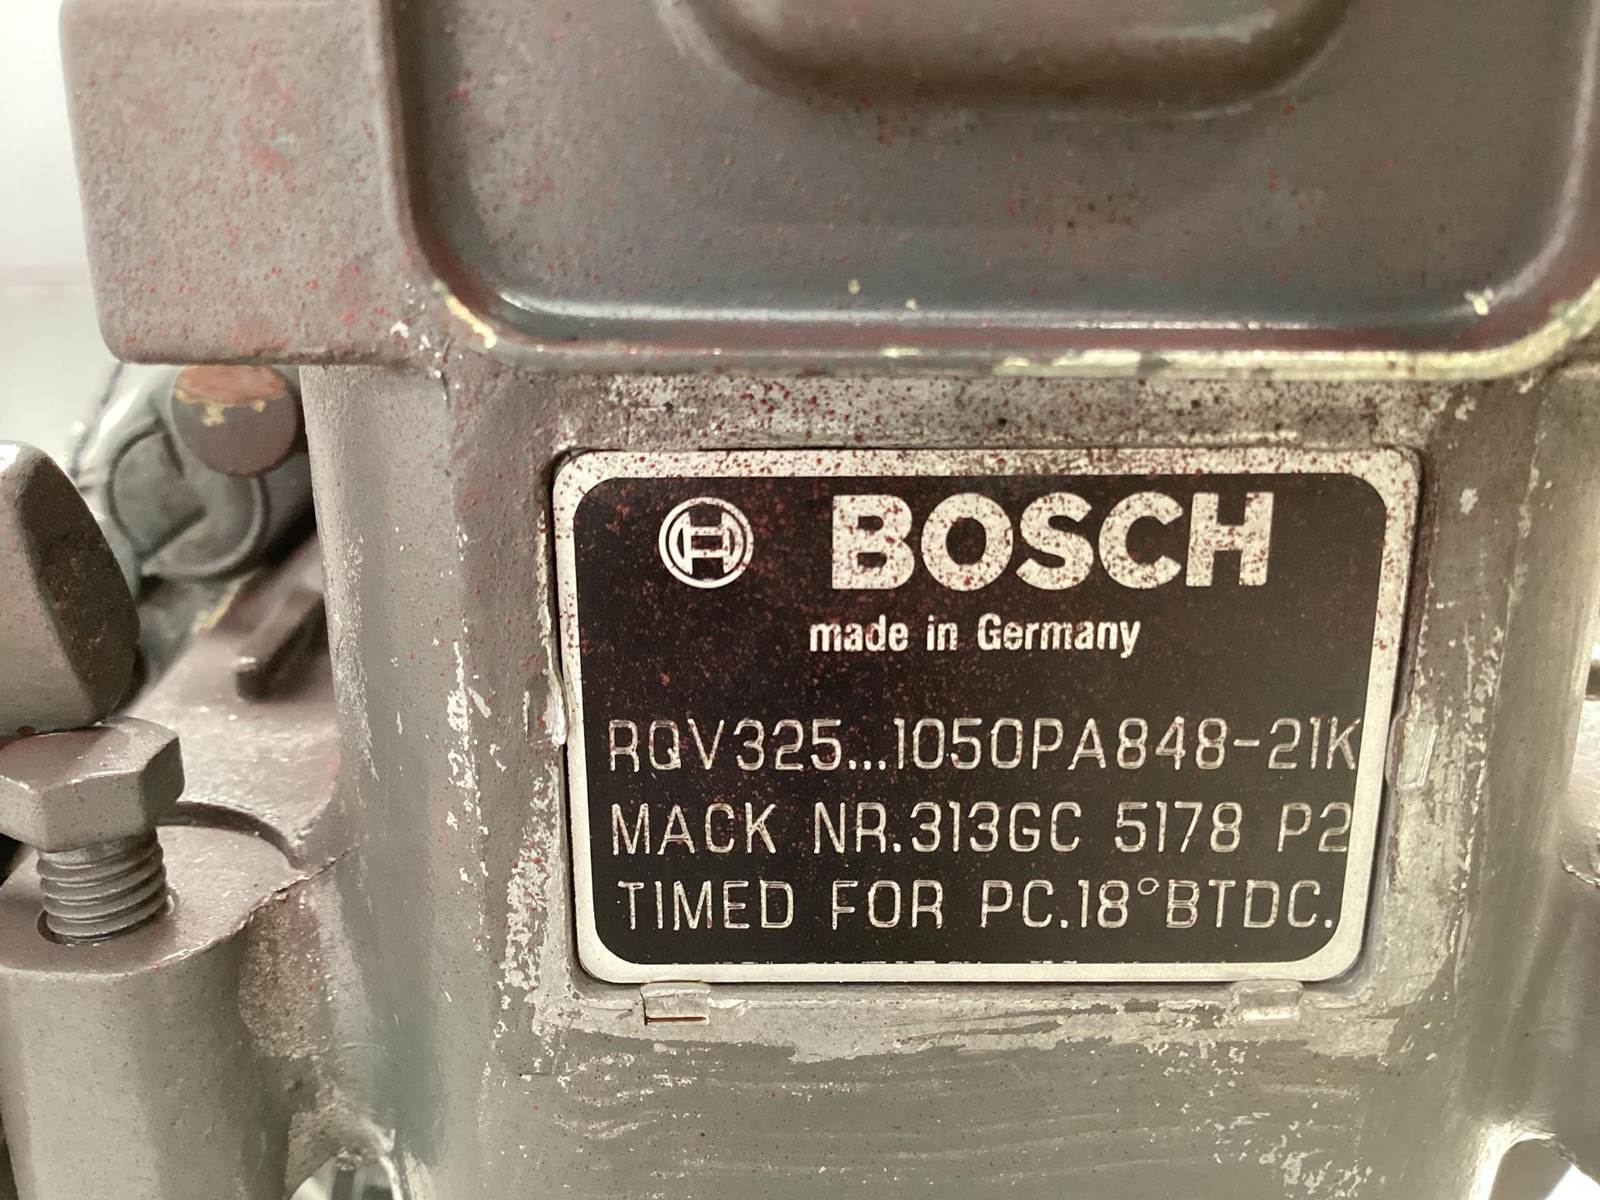 BOSCH
made in Germany
RQV325...1050PA848-21K
MACK NR.313GC 5178 P2
TIMED FOR PC.18°BTDC.